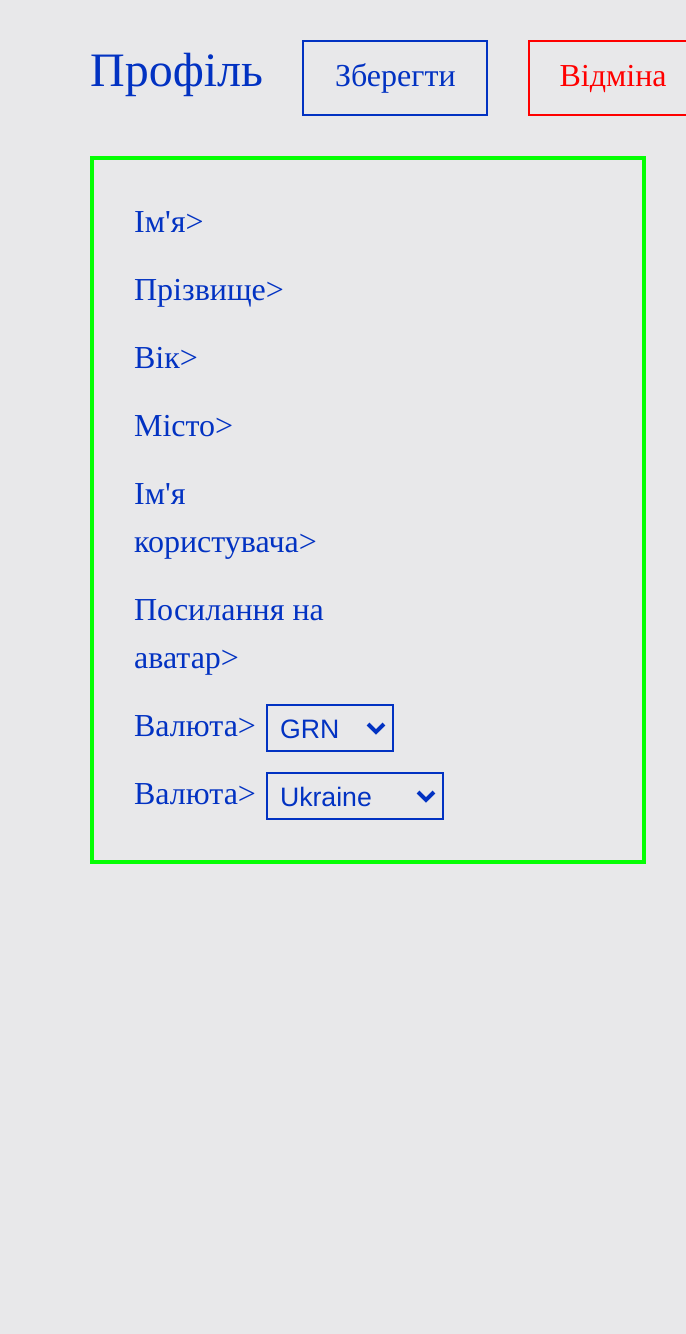 Профіль Зберегти Відміна
Ім'я>
Прізвище>
Вік>
Місто>
Ім'я
користувача>
Посилання на
аватар>
Валюта> GRN
Валюта> Ukraine